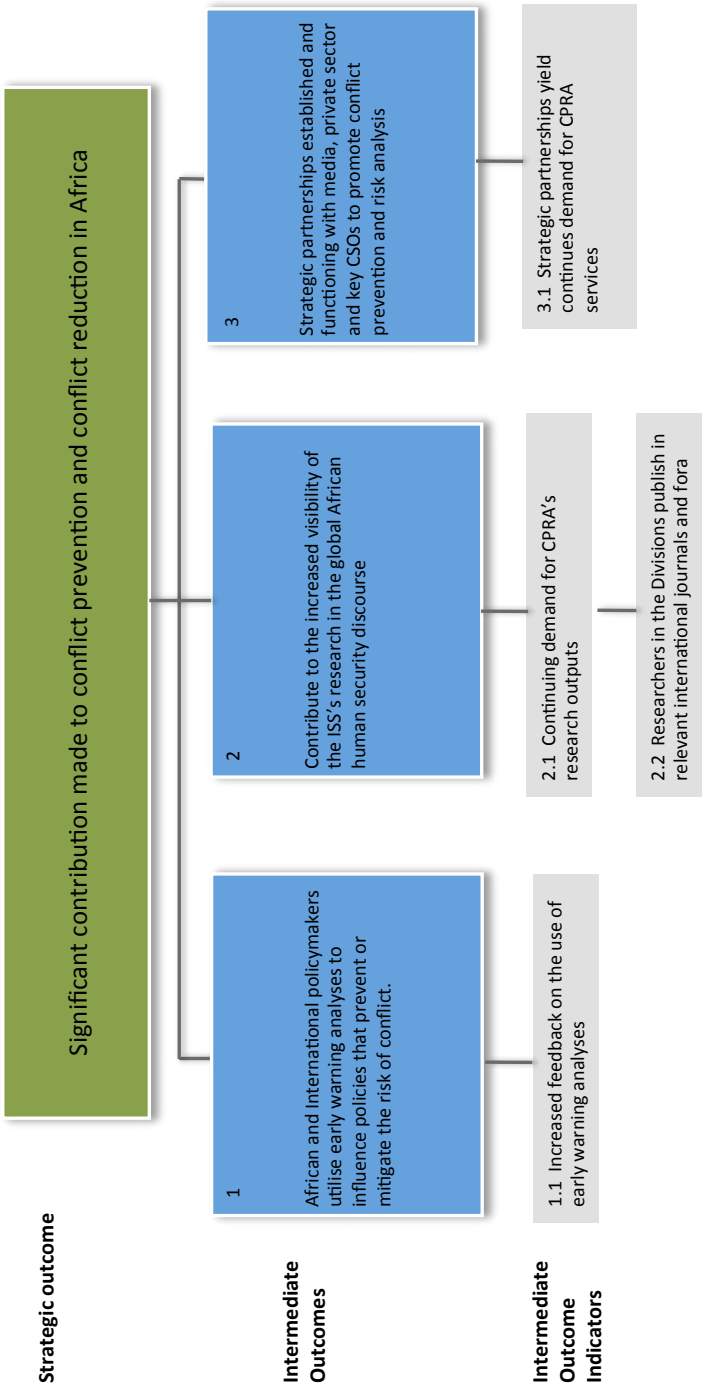 Strategic outcome
Significant contribution made to conflict prevention and conflict reduction in Africa
Intermediate
Outcomes
1
African and International policymakers
utilise early warning analyses to
influence policies that prevent or
mitigate the risk of conflict.
2
Contribute to the increased visibility of
the ISS's research in the global African
human security discourse
3
Strategic partnerships established and
functioning with media, private sector
and key CSOs to promote conflict
prevention and risk analysis
Intermediate
Outcome
Indicators
1.1 Increased feedback on the use of
early warning analyses
2.1 Continuing demand for CPRA's
research outputs
2.2 Researchers in the Divisions publish in
relevant international journals and fora
3.1 Strategic partnerships yield
continues demand for CPRA
services